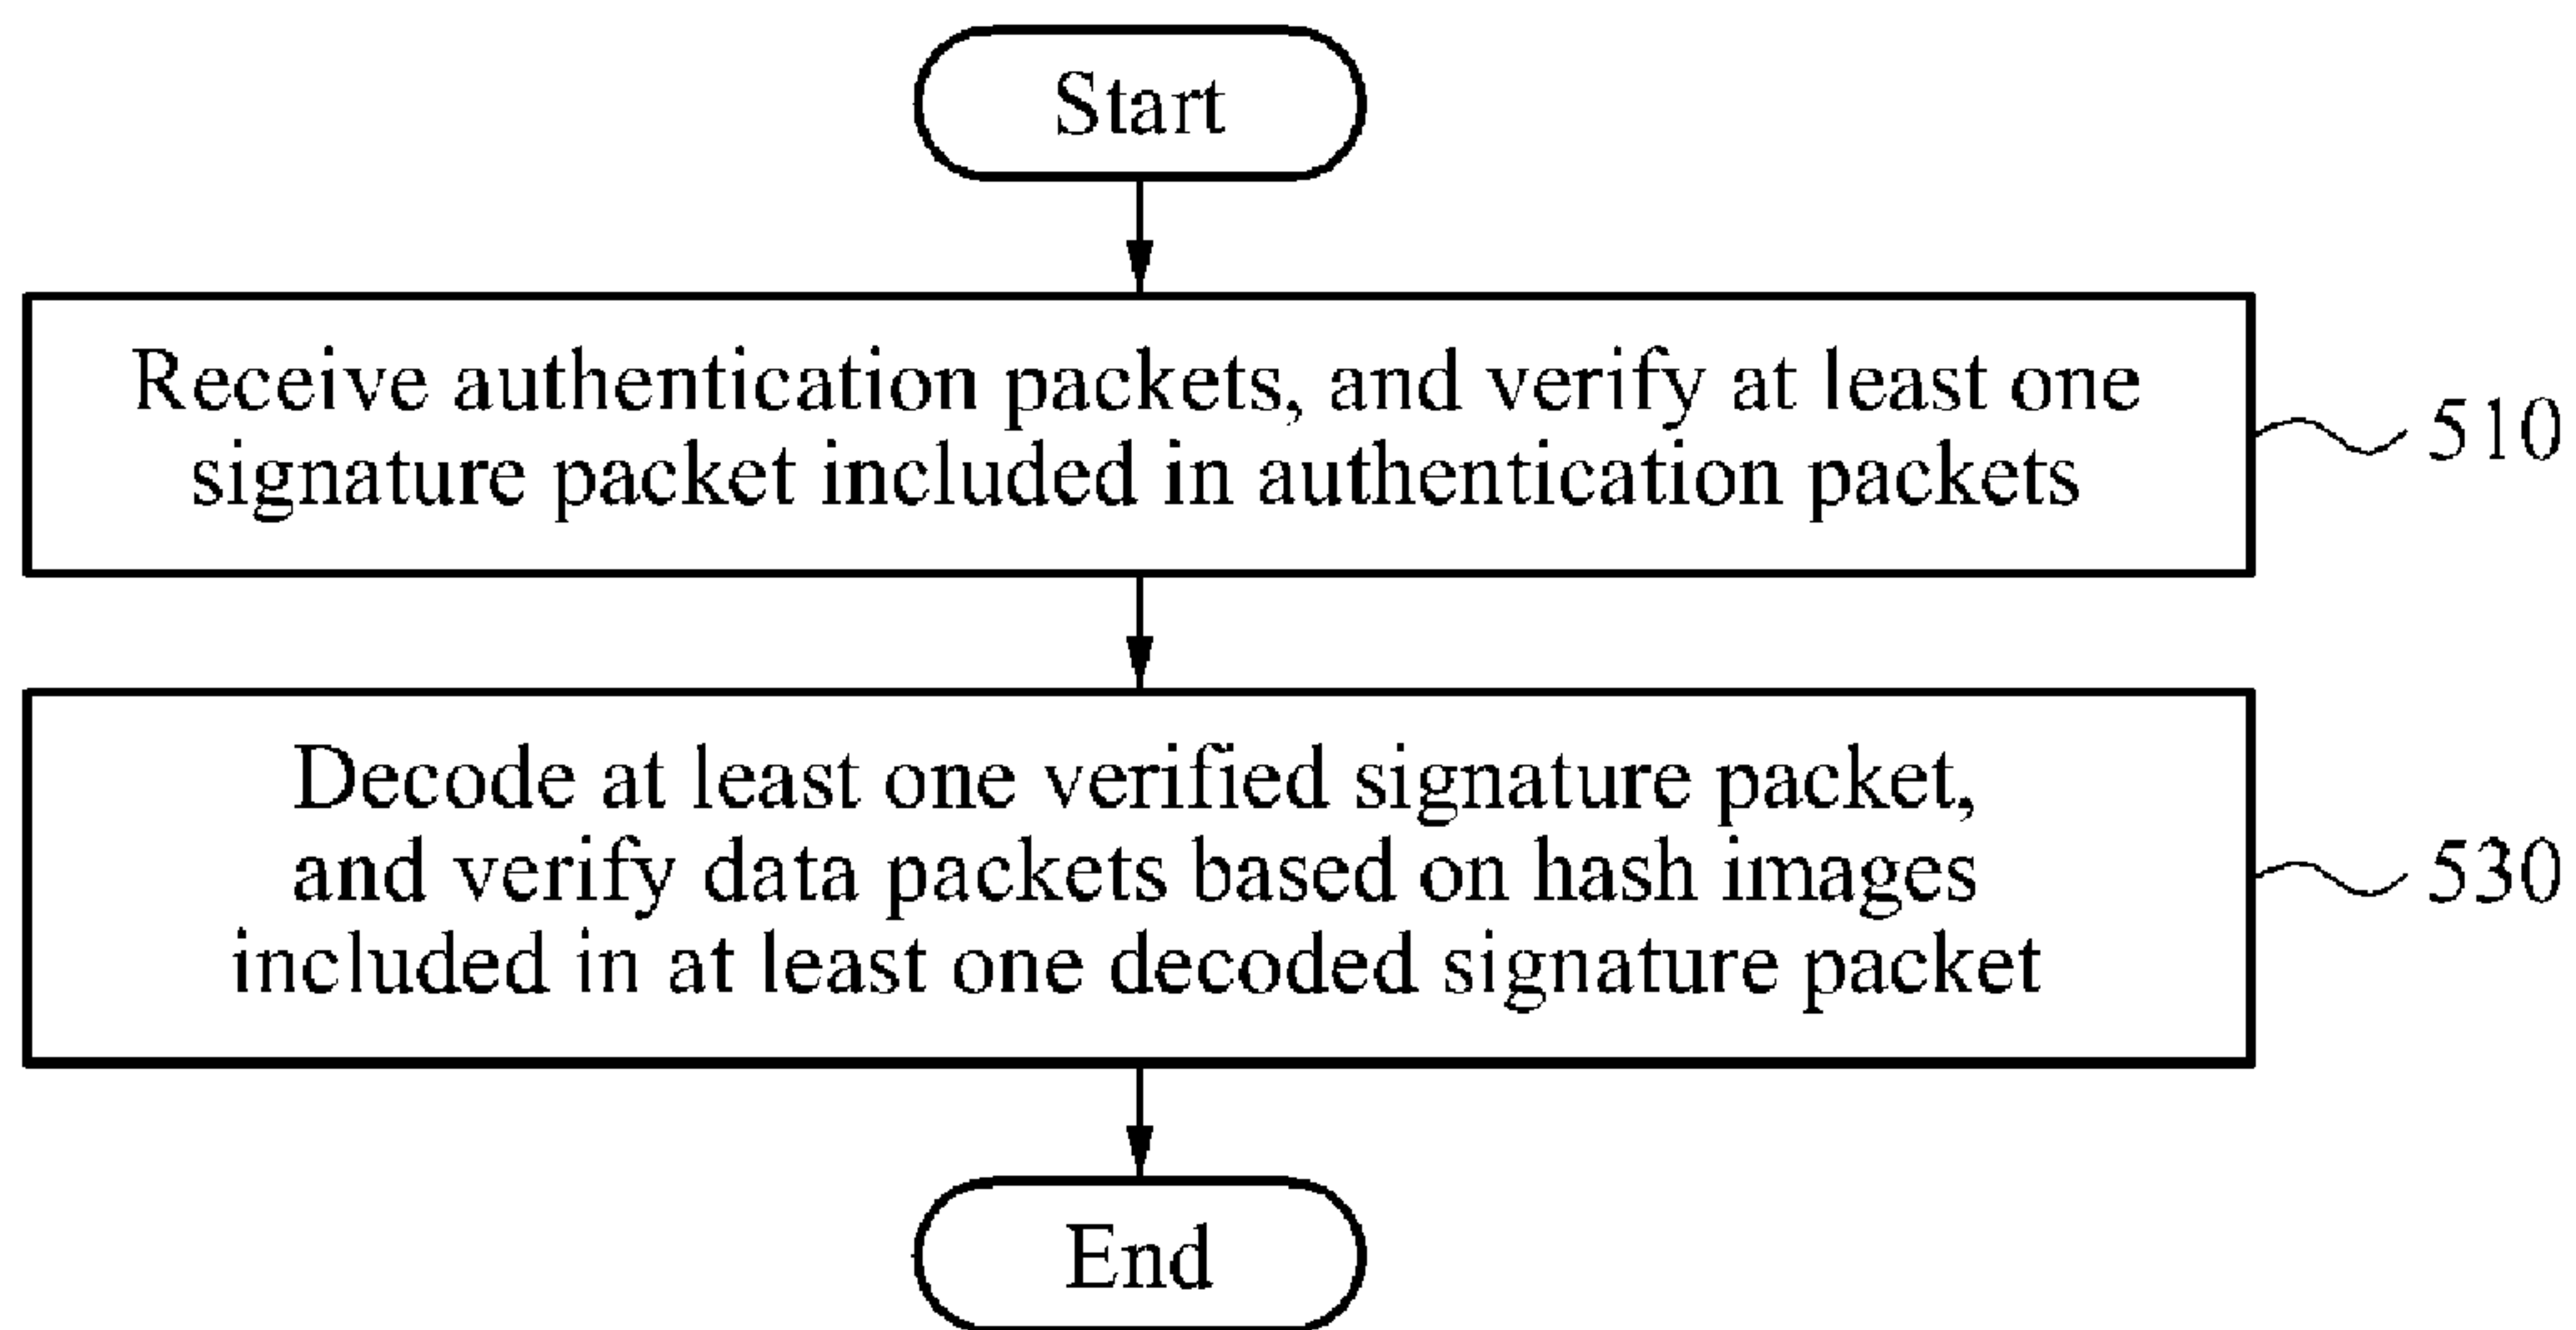 Start
Receive authentication packets, and verify at least one
signature packet included in authentication packets
510
Decode at least one verified signature packet,
and verify data packets based on hash images
included in at least one decoded signature packet
530
End